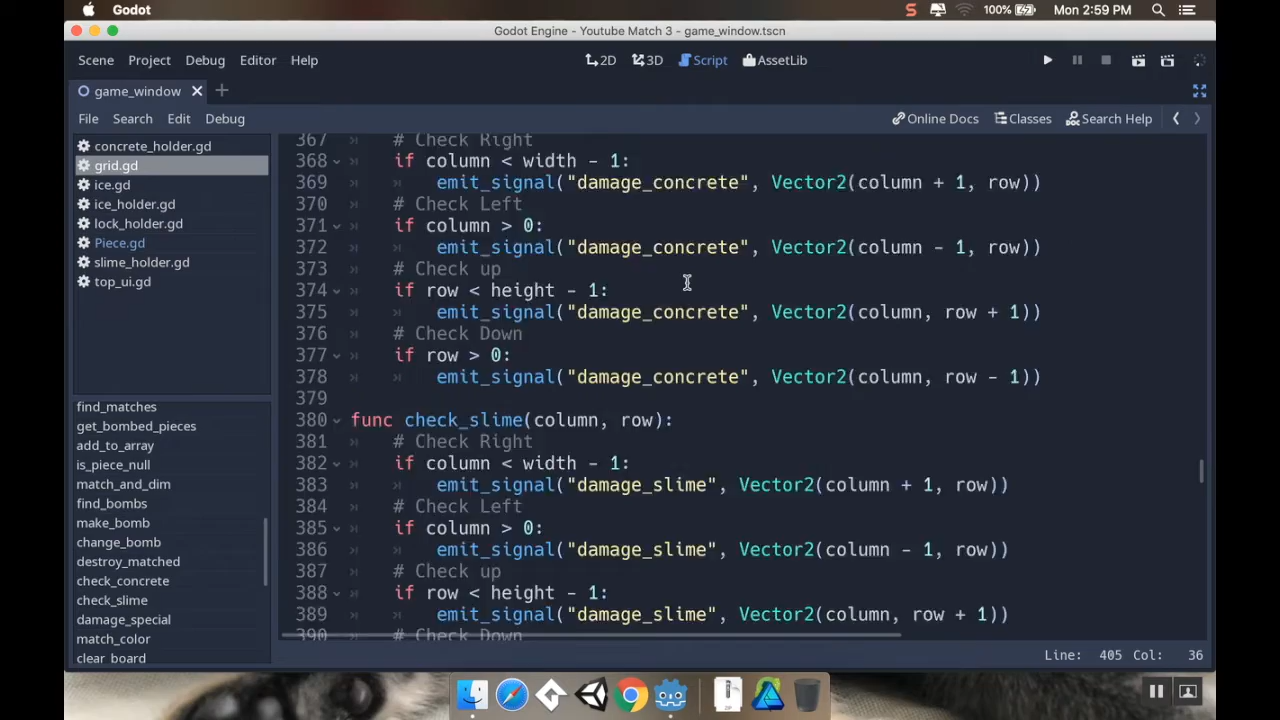 Godot
100%
Mon 2:59 PM
Godot Engine - Youtube Match 3 - game_window.tscn
Scene Project Debug Editor Help
2D 3D Script AssetLib
game_window
File Search Edit Debug
Online Docs Classes Search Help
concrete_holder.gd
grid.gd
ice.gd
ice_holder.gd
lock_holder.gd
Piece.gd
slime_holder.gd
top_ui.gd
find_matches
get_bombed_pieces
add_to_array
is_piece_null
match_and_dim
find_bombs
make_bomb
change_bomb
destroy_matched
check_concrete
check_slime
damage_special
match_color
clear_board
367 # Check Right
368 if column < width - 1:
369 emit_signal("damage_concrete", Vector2(column + 1, row))
370 # Check Left
371 if column > 0:
372 emit_signal("damage_concrete", Vector2(column - 1, row))
373 # Check up
374 if row < height - 1:
375 emit_signal("damage_concrete", Vector2(column, row + 1))
376 # Check Down
377 if row > 0:
378 emit_signal("damage_concrete", Vector2(column, row - 1))
379
380 func check_slime(column, row):
381 # Check Right
382 if column < width - 1:
383 emit_signal("damage_slime", Vector2(column + 1, row))
384 # Check Left
385 if column > 0:
386 emit_signal("damage_slime", Vector2(column - 1, row))
387 # Check up
388 if row < height - 1:
389 emit_signal("damage_slime", Vector2(column, row + 1))
390 # Check Down
Line: 405 Col: 36